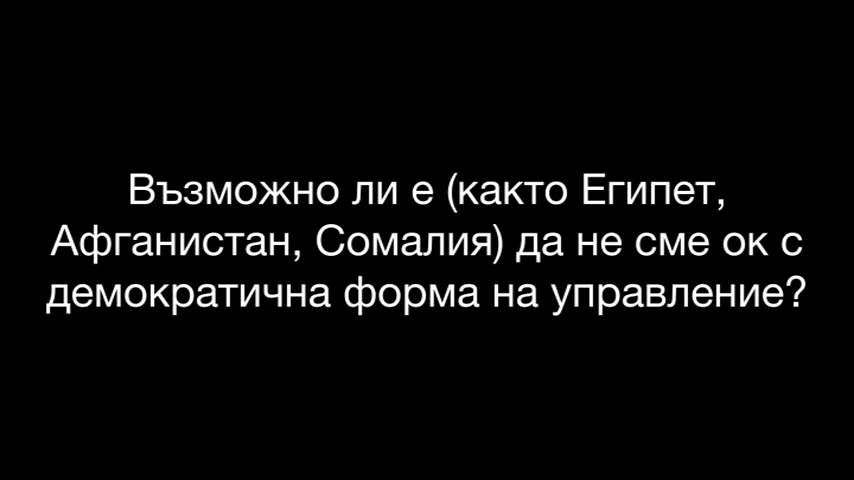 Възможно ли е (както Египет,
Афганистан, Сомалия) да не сме ок с
демократична форма на управление?